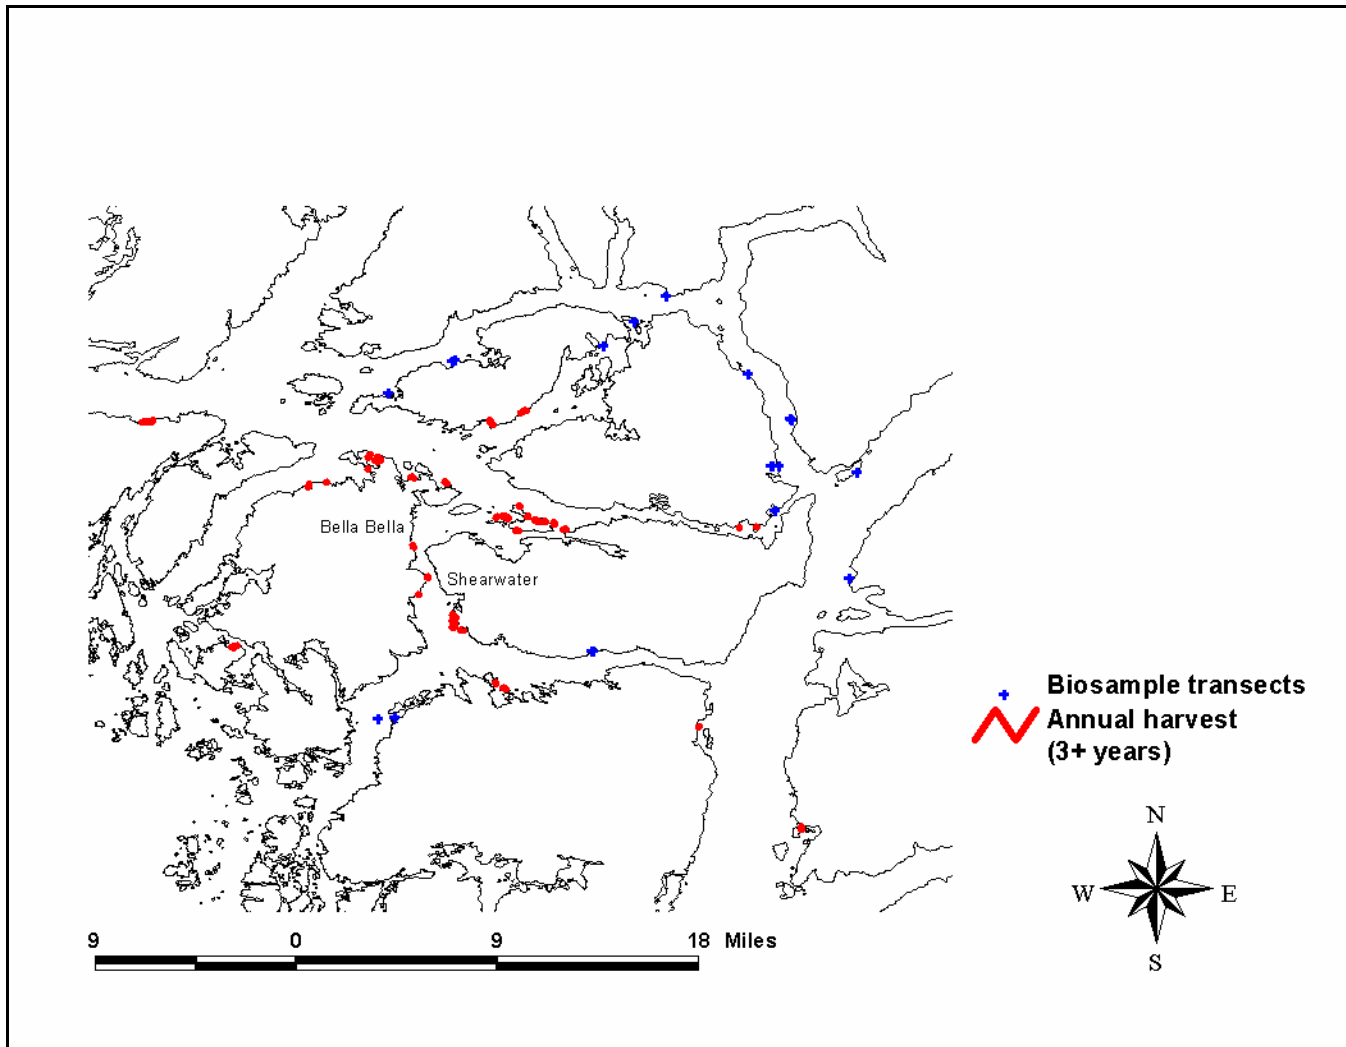 Bella Bella
Shearwater
Biosample transects
Annual harvest
(3+ years)
N
W E
S
9 0 9 18 Miles